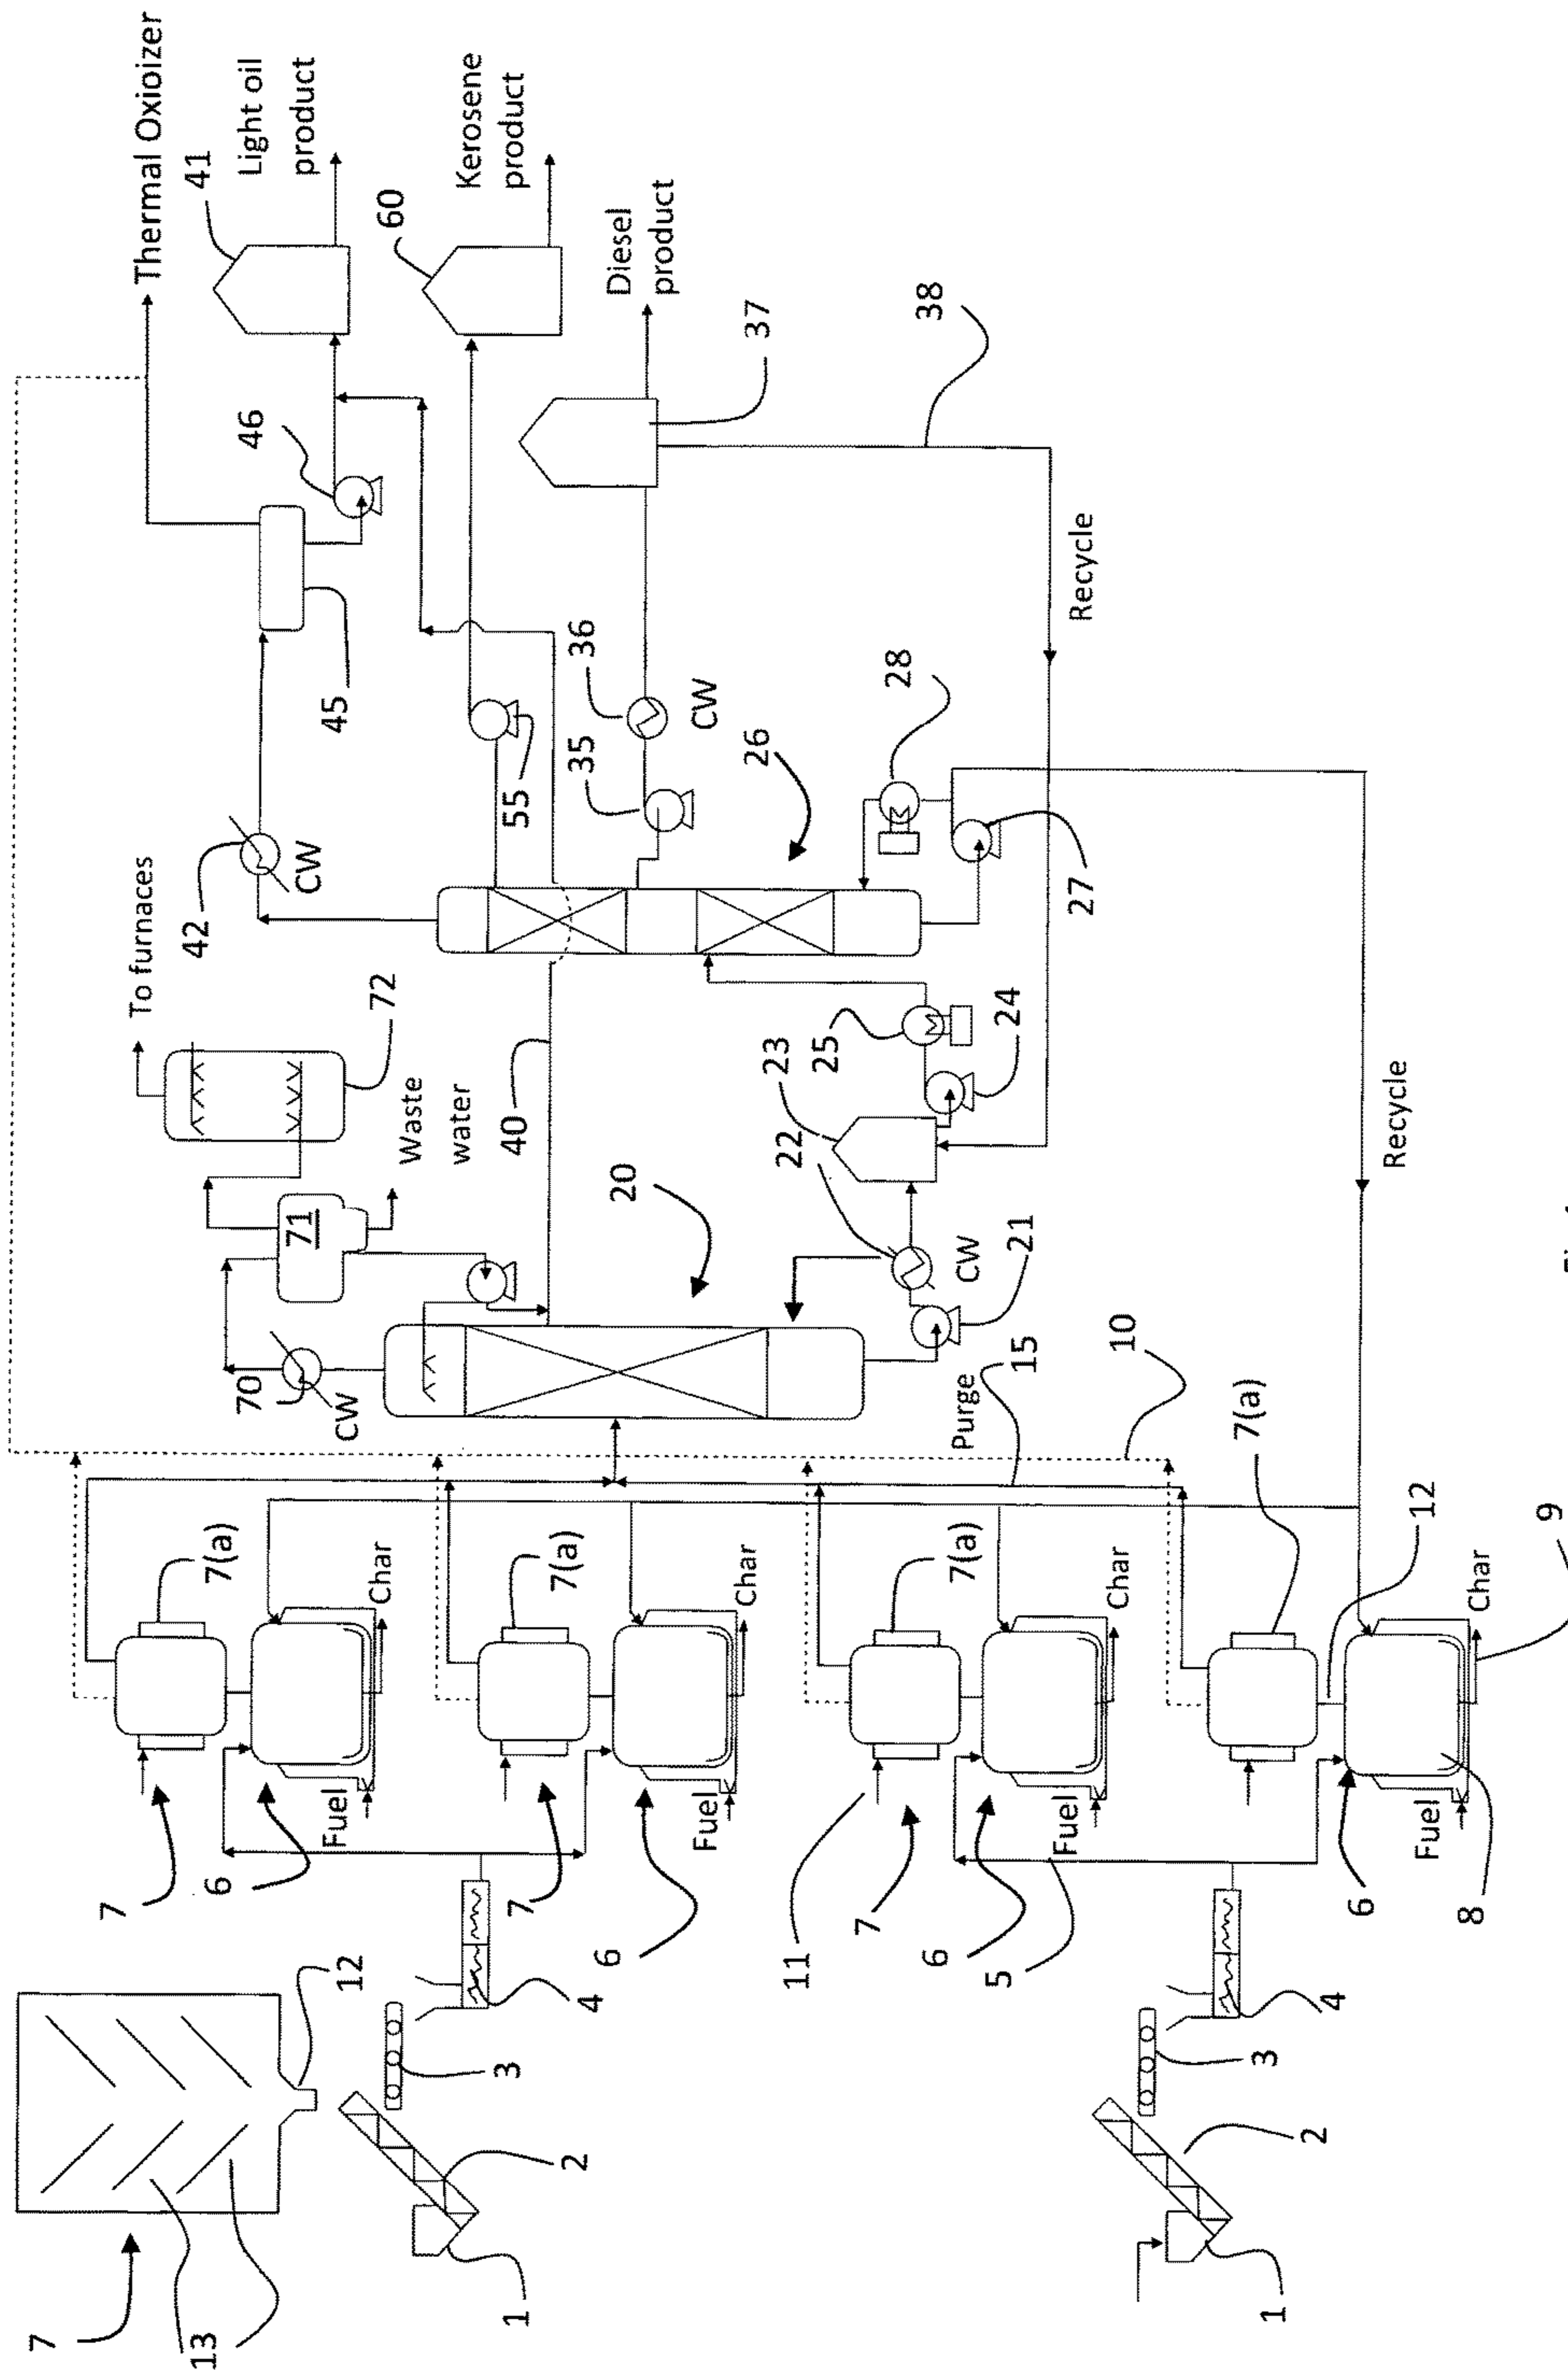 Thermal Oxioizer
Light oil
product
41
46
45
42
CW
To furnaces
72
71
Waste
water
70
CW
Kerosene
product
60
55
40
Diesel
product
37
36
CW
35
26
38
Recycle
28
27
25
24
23
22
CW
21
20
Recycle
Purge
15
10
7(a)
Char
7(a)
Char
7(a)
Char
7(a)
12
Char
9
7
6
Fuel
7
6
Fuel
11
7
6
Fuel
5
6
Fuel
8
7
13
12
1
2
3
4
1
2
3
4